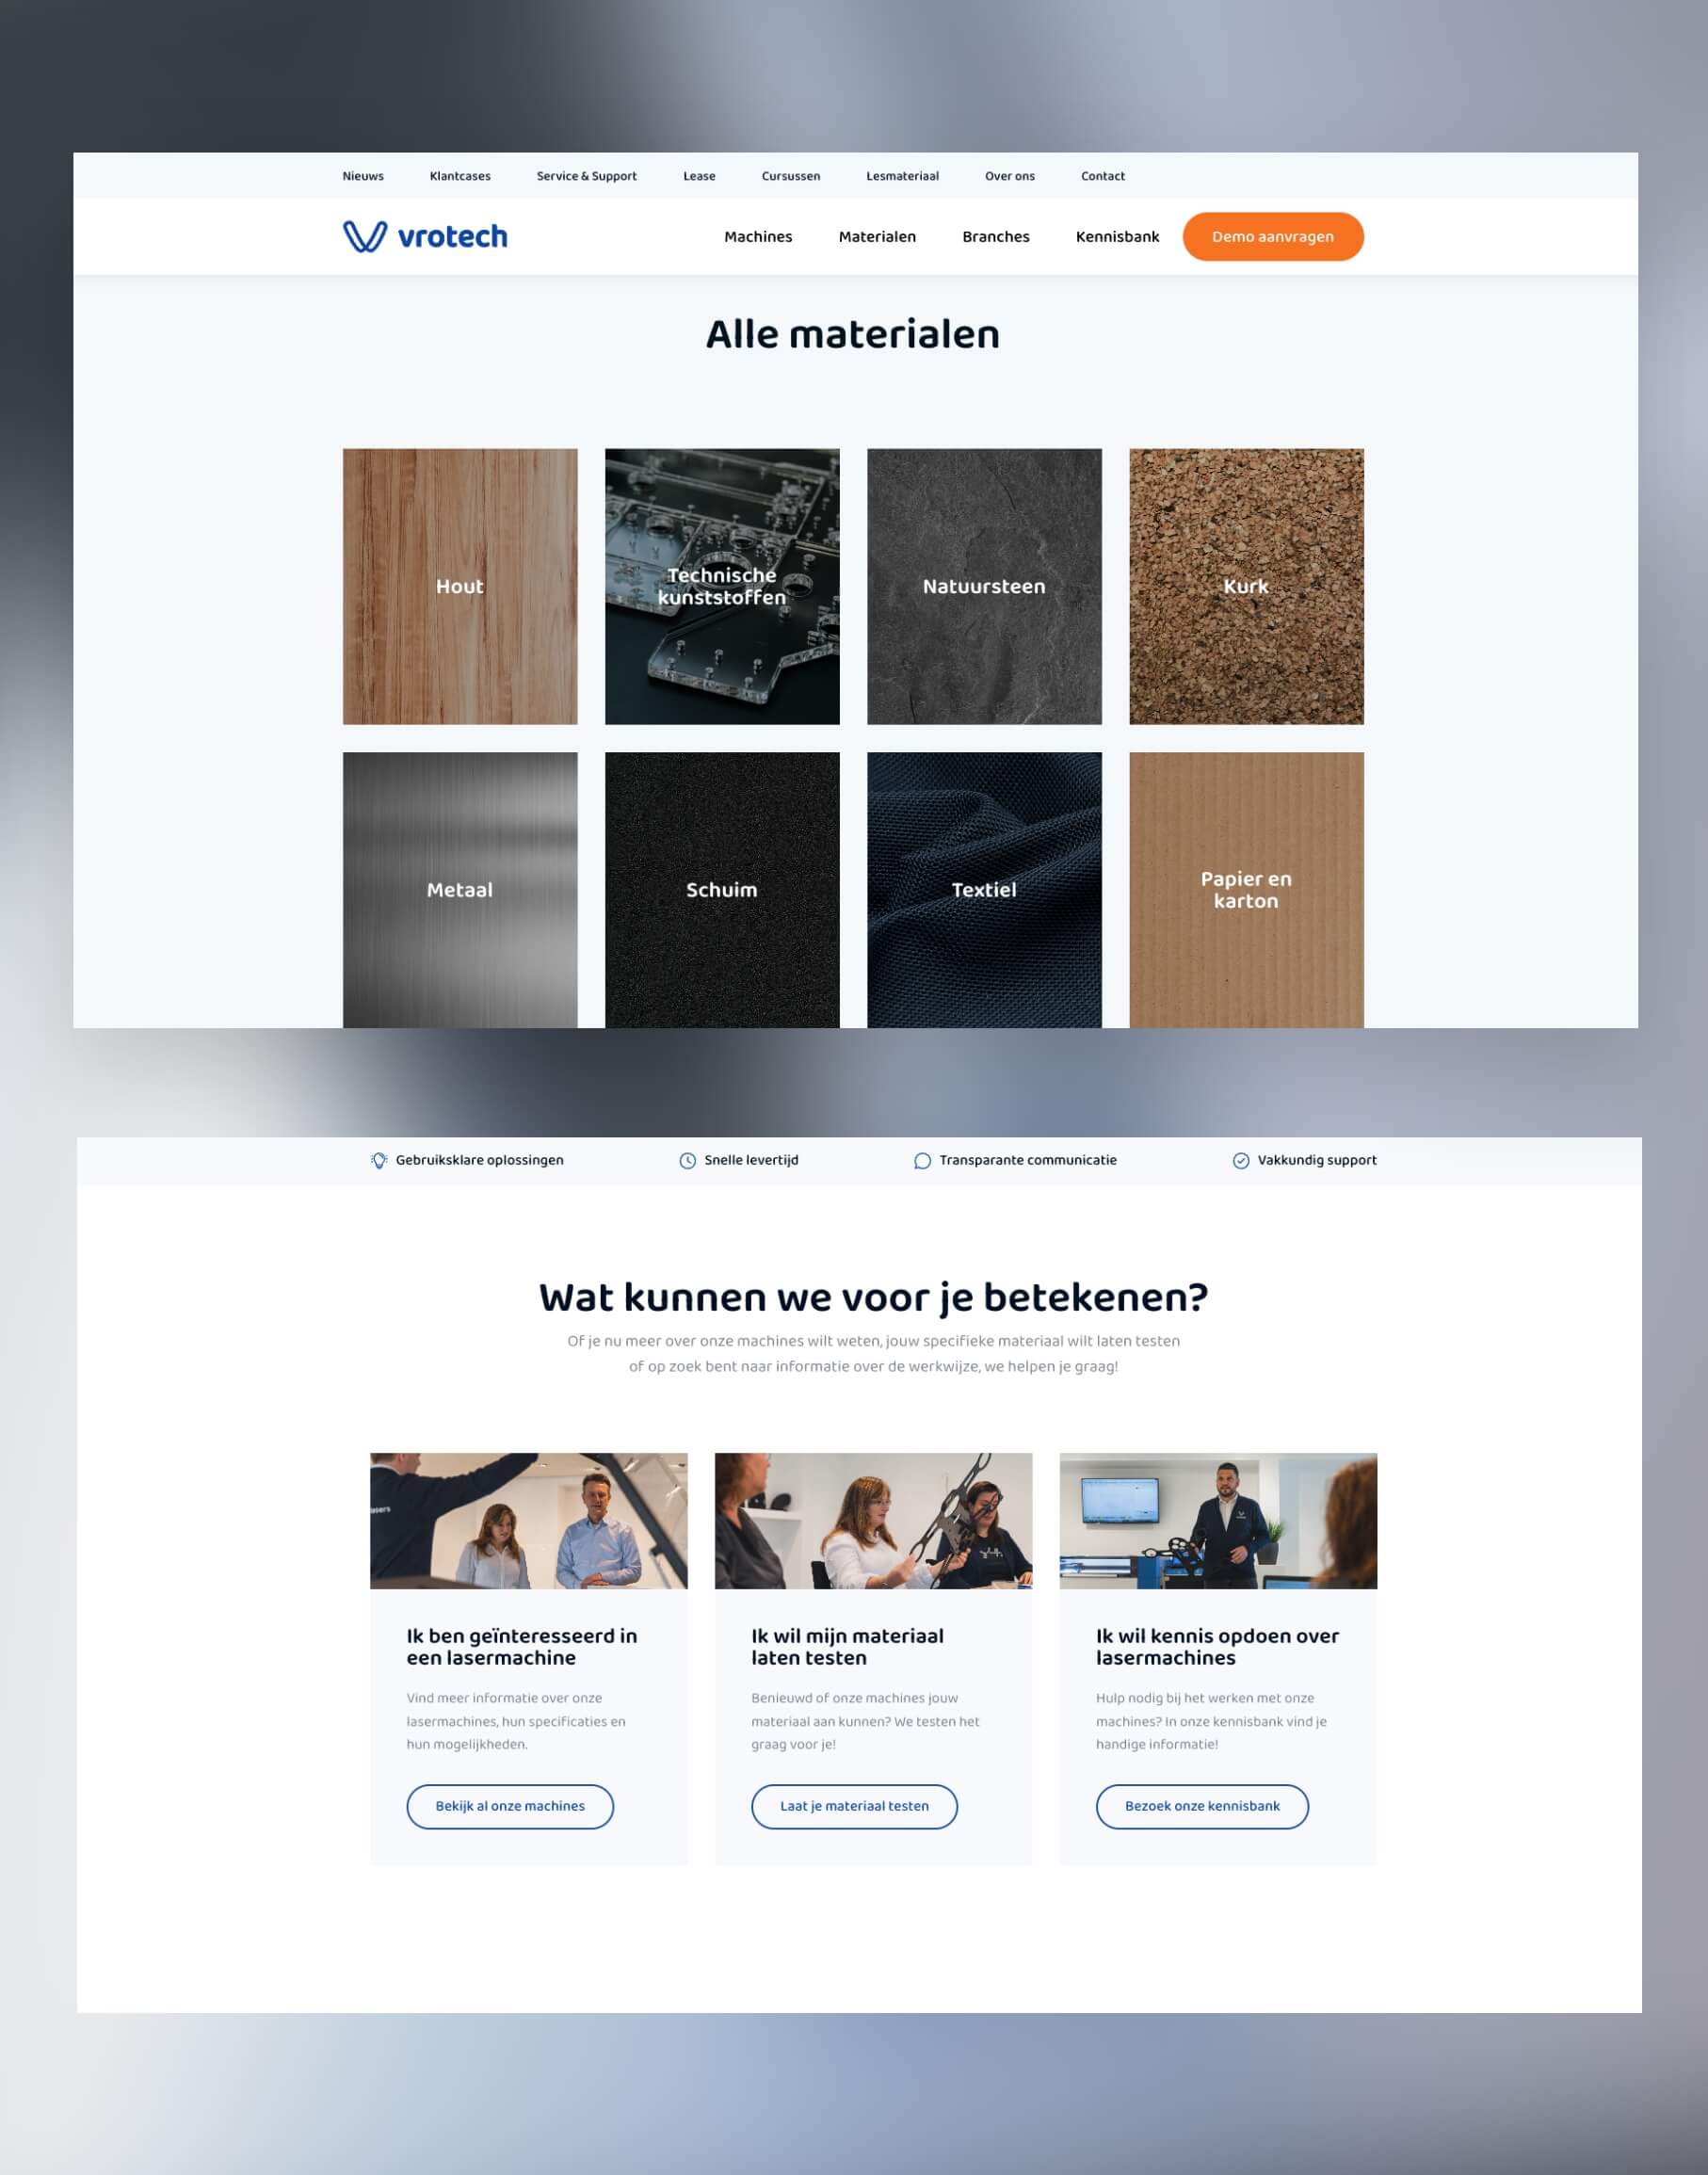 Nieuws Klantcases Service & Support Lease Cursussen Lesmateriaal Over ons Contact
vrotech Machines Materialen Branches Kennisbank Demo aanvragen
Alle materialen
Hout
Technische
kunststoffen
Natuursteen
Kurk
Metaal
Schuim
Textiel
Papier en
karton
Gebruiksklare oplossingen Snelle levertijd Transparante communicatie Vakkundig support
Wat kunnen we voor je betekenen?
Of je nu meer over onze machines wilt weten, jouw specifieke materiaal wilt laten testen
of op zoek bent naar informatie over de werkwijze, we helpen je graag!
Ik ben geïnteresseerd in
een lasermachine
Vind meer informatie over onze
lasermachines, hun specificaties en
hun mogelijkheden.
Bekijk al onze machines
Ik wil mijn materiaal
laten testen
Benieuwd of onze machines jouw
materiaal aan kunnen? We testen het
graag voor je!
Laat je materiaal testen
Ik wil kennis opdoen over
lasermachines
Hulp nodig bij het werken met onze
machines? In onze kennisbank vind je
handige informatie!
Bezoek onze kennisbank